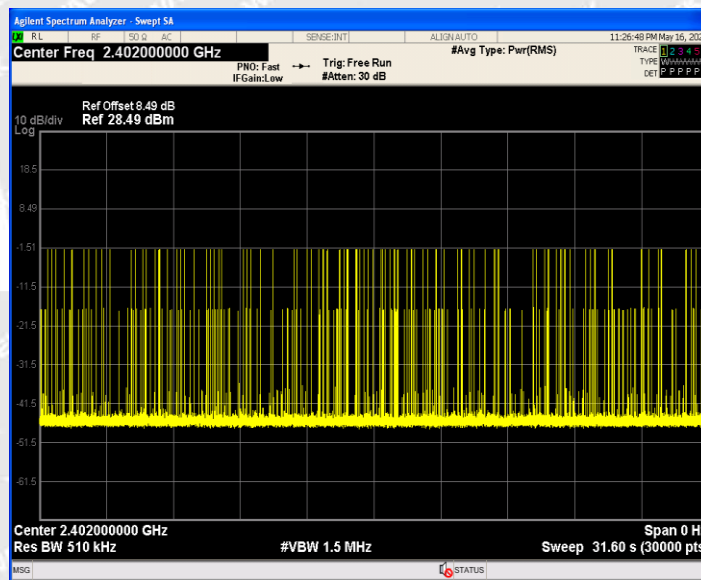 Agilent Spectrum Analyzer - Swept SA
LXI RL RF 50 Ω AC SENSE:INT ALIGN AUTO 11:26:48 PM May 16, 202
Center Freq 2.402000000 GHz
#Avg Type: Pwr(RMS)
TRACE 1 2 3 4 5
PNO: Fast Trig: Free Run
TYPE W
IFGain:Low #Atten: 30 dB
DET P P P P P
Ref Offset 8.49 dB
10 dB/div Ref 28.49 dBm
Log
18.5
8.49
-1.51
-11.5
-21.5
-31.5
-41.5
-51.5
-61.5
Center 2.402000000 GHz Span 0 H
Res BW 510 kHz #VBW 1.5 MHz Sweep 31.60 s (30000 pts
MSG STATUS